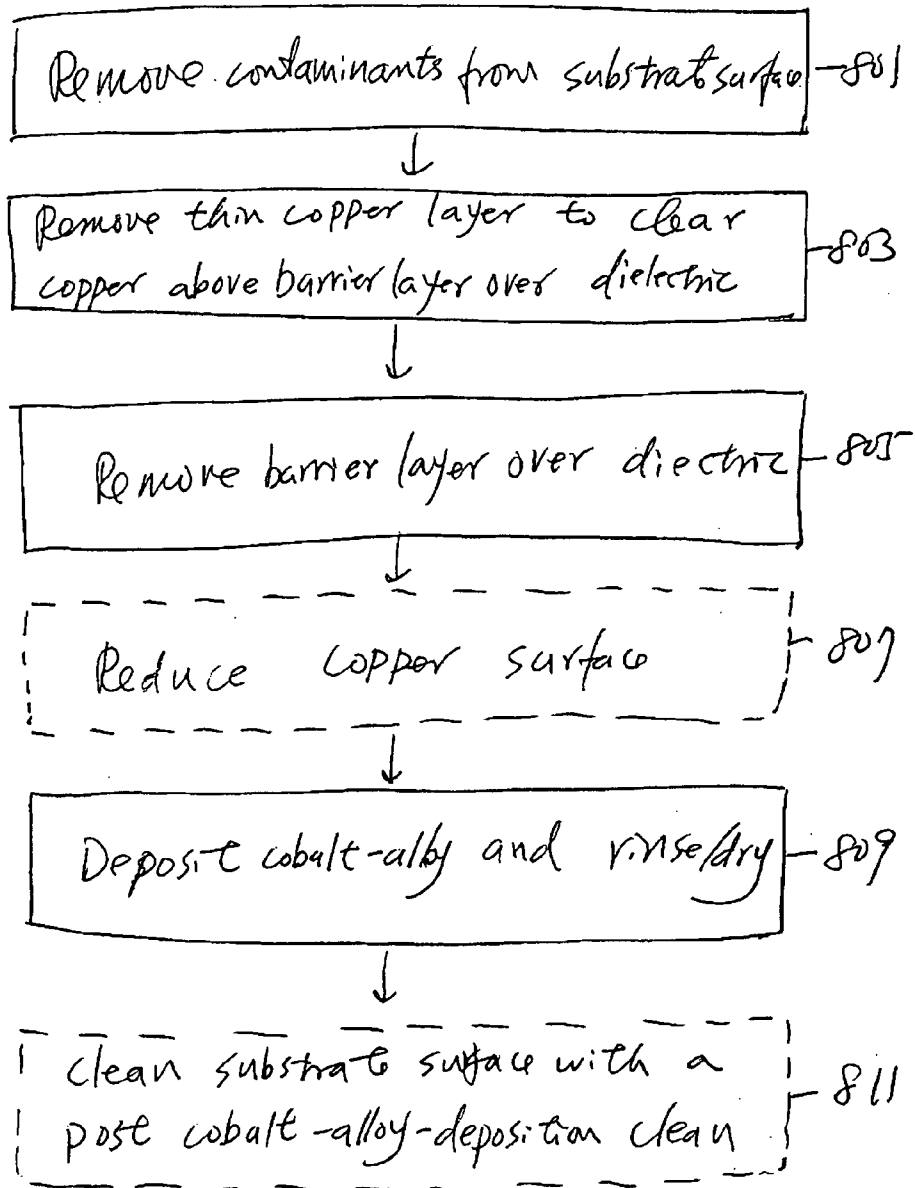 Remove contaminants from substrat surface 801
Remove thin copper layer to clear
copper above barrier layer over dielectric 803
Remove barrier layer over diectric 805
Reduce copper surface 807
Deposit cobalt-alloy and rinse/dry 809
Clean substrate surface with a
post cobalt-alloy-deposition clean 811